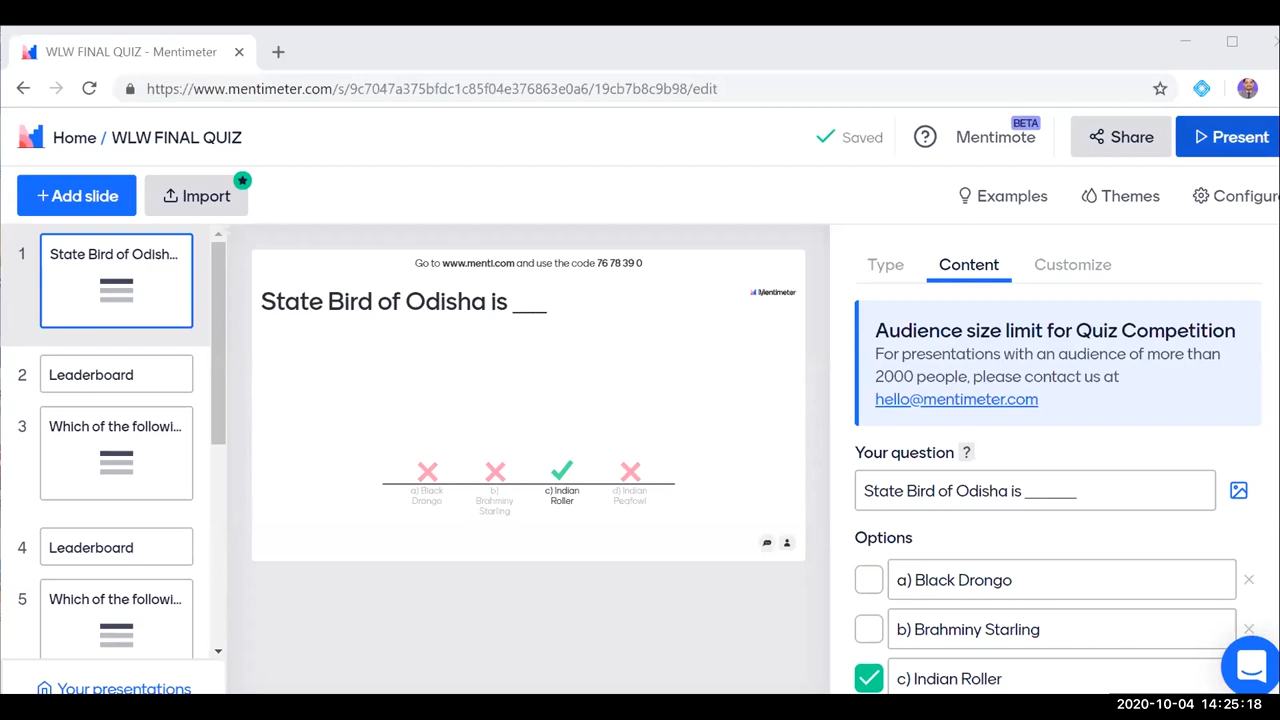 WLW FINAL QUIZ - Mentimeter
https://www.mentimeter.com/s/9c7047a375bfdc1c85f04e376863e0a6/19cb7b8c9b98/edit
Home / WLW FINAL QUIZ
Saved
?
Mentimote
BETA
Share
Present
+Add slide
Import
Examples
Themes
Configur
1
State Bird of Odish...
2
Leaderboard
3
Which of the followi...
4
Leaderboard
5
Which of the followi...
Your presentations
Go to www.menti.com and use the code 76 78 39 0
Mentimeter
State Bird of Odisha is ___
a) Black
Drongo
b)
Brahminy
Starling
c) Indian
Roller
d) Indian
Peafowl
Type
Content
Customize
Audience size limit for Quiz Competition
For presentations with an audience of more than
2000 people, please contact us at
hello@mentimeter.com
Your question ?
State Bird of Odisha is ______
Options
a) Black Drongo
b) Brahminy Starling
c) Indian Roller
2020-10-04 14:25:18